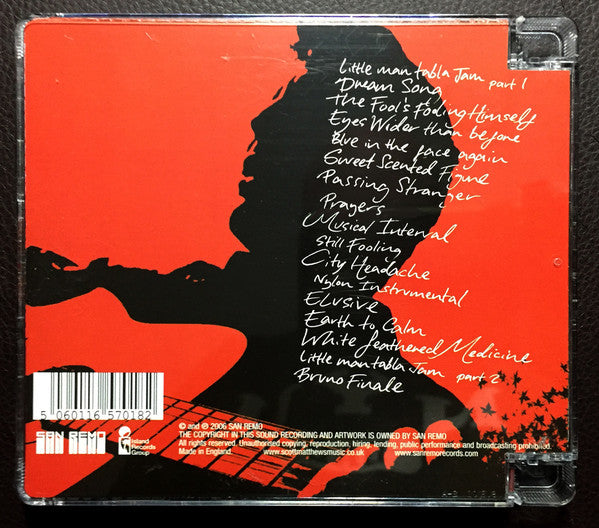 Little man tabla Jam part 1
Dream Song
The Fool's Fooling Himself
Eyes Wider than before
Blue in the face again
Sweet Scented Figure
Passing Stranger
Prayers
Musical Interval
Still Fooling
City Headache
Nylon Instrumental
Elusive
Earth to Calm
White feathered Medicine
Little man tabla Jam part 2
Bruno Finale
5 060116 570182
SAN REMO
Island
Records
Group
© and ℗ 2006 SAN REMO
THE COPYRIGHT IN THIS SOUND RECORDING AND ARTWORK IS OWNED BY SAN REMO
All rights reserved. Unauthorized copying, reproduction, hiring, lending, public performance and broadcasting prohibited.
Made in England. www.scottmatthewsmusic.co.uk www.sanremorecords.com